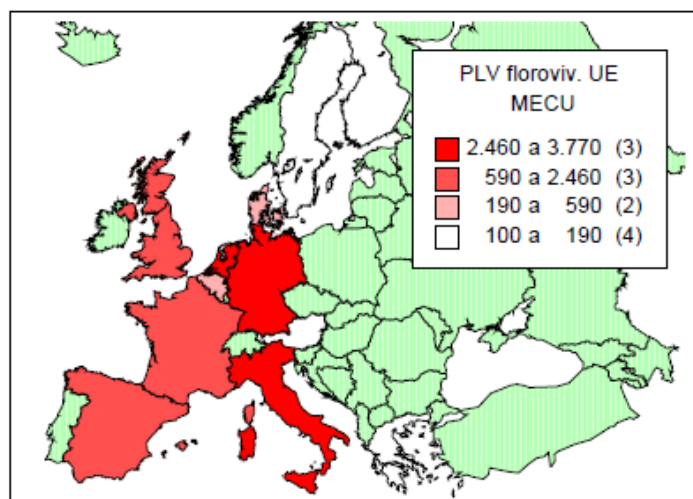 PLV floroviv. UE
MECU
2.460 a 3.770 (3)
590 a 2.460 (3)
190 a 590 (2)
100 a 190 (4)